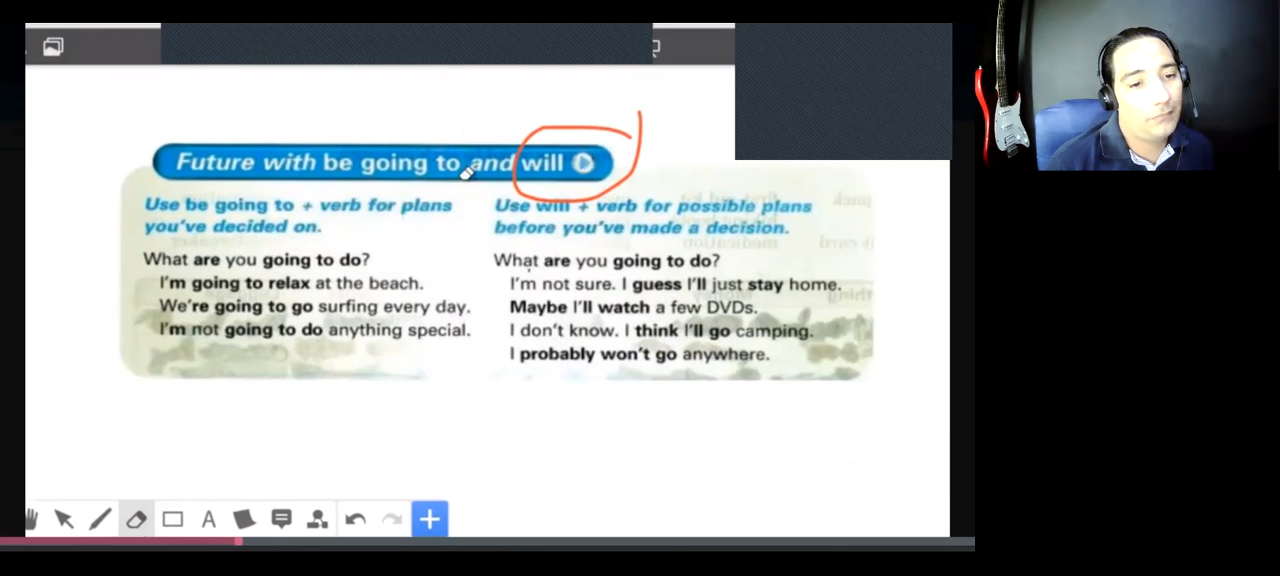 Future with be going to and will
Use be going to + verb for plans
you've decided on.
What are you going to do?
I'm going to relax at the beach.
We're going to go surfing every day.
I'm not going to do anything special.
Use will + verb for possible plans
before you've made a decision.
What are you going to do?
I'm not sure. I guess I'll just stay home.
Maybe I'll watch a few DVDs.
I don't know. I think I'll go camping.
I probably won't go anywhere.
A